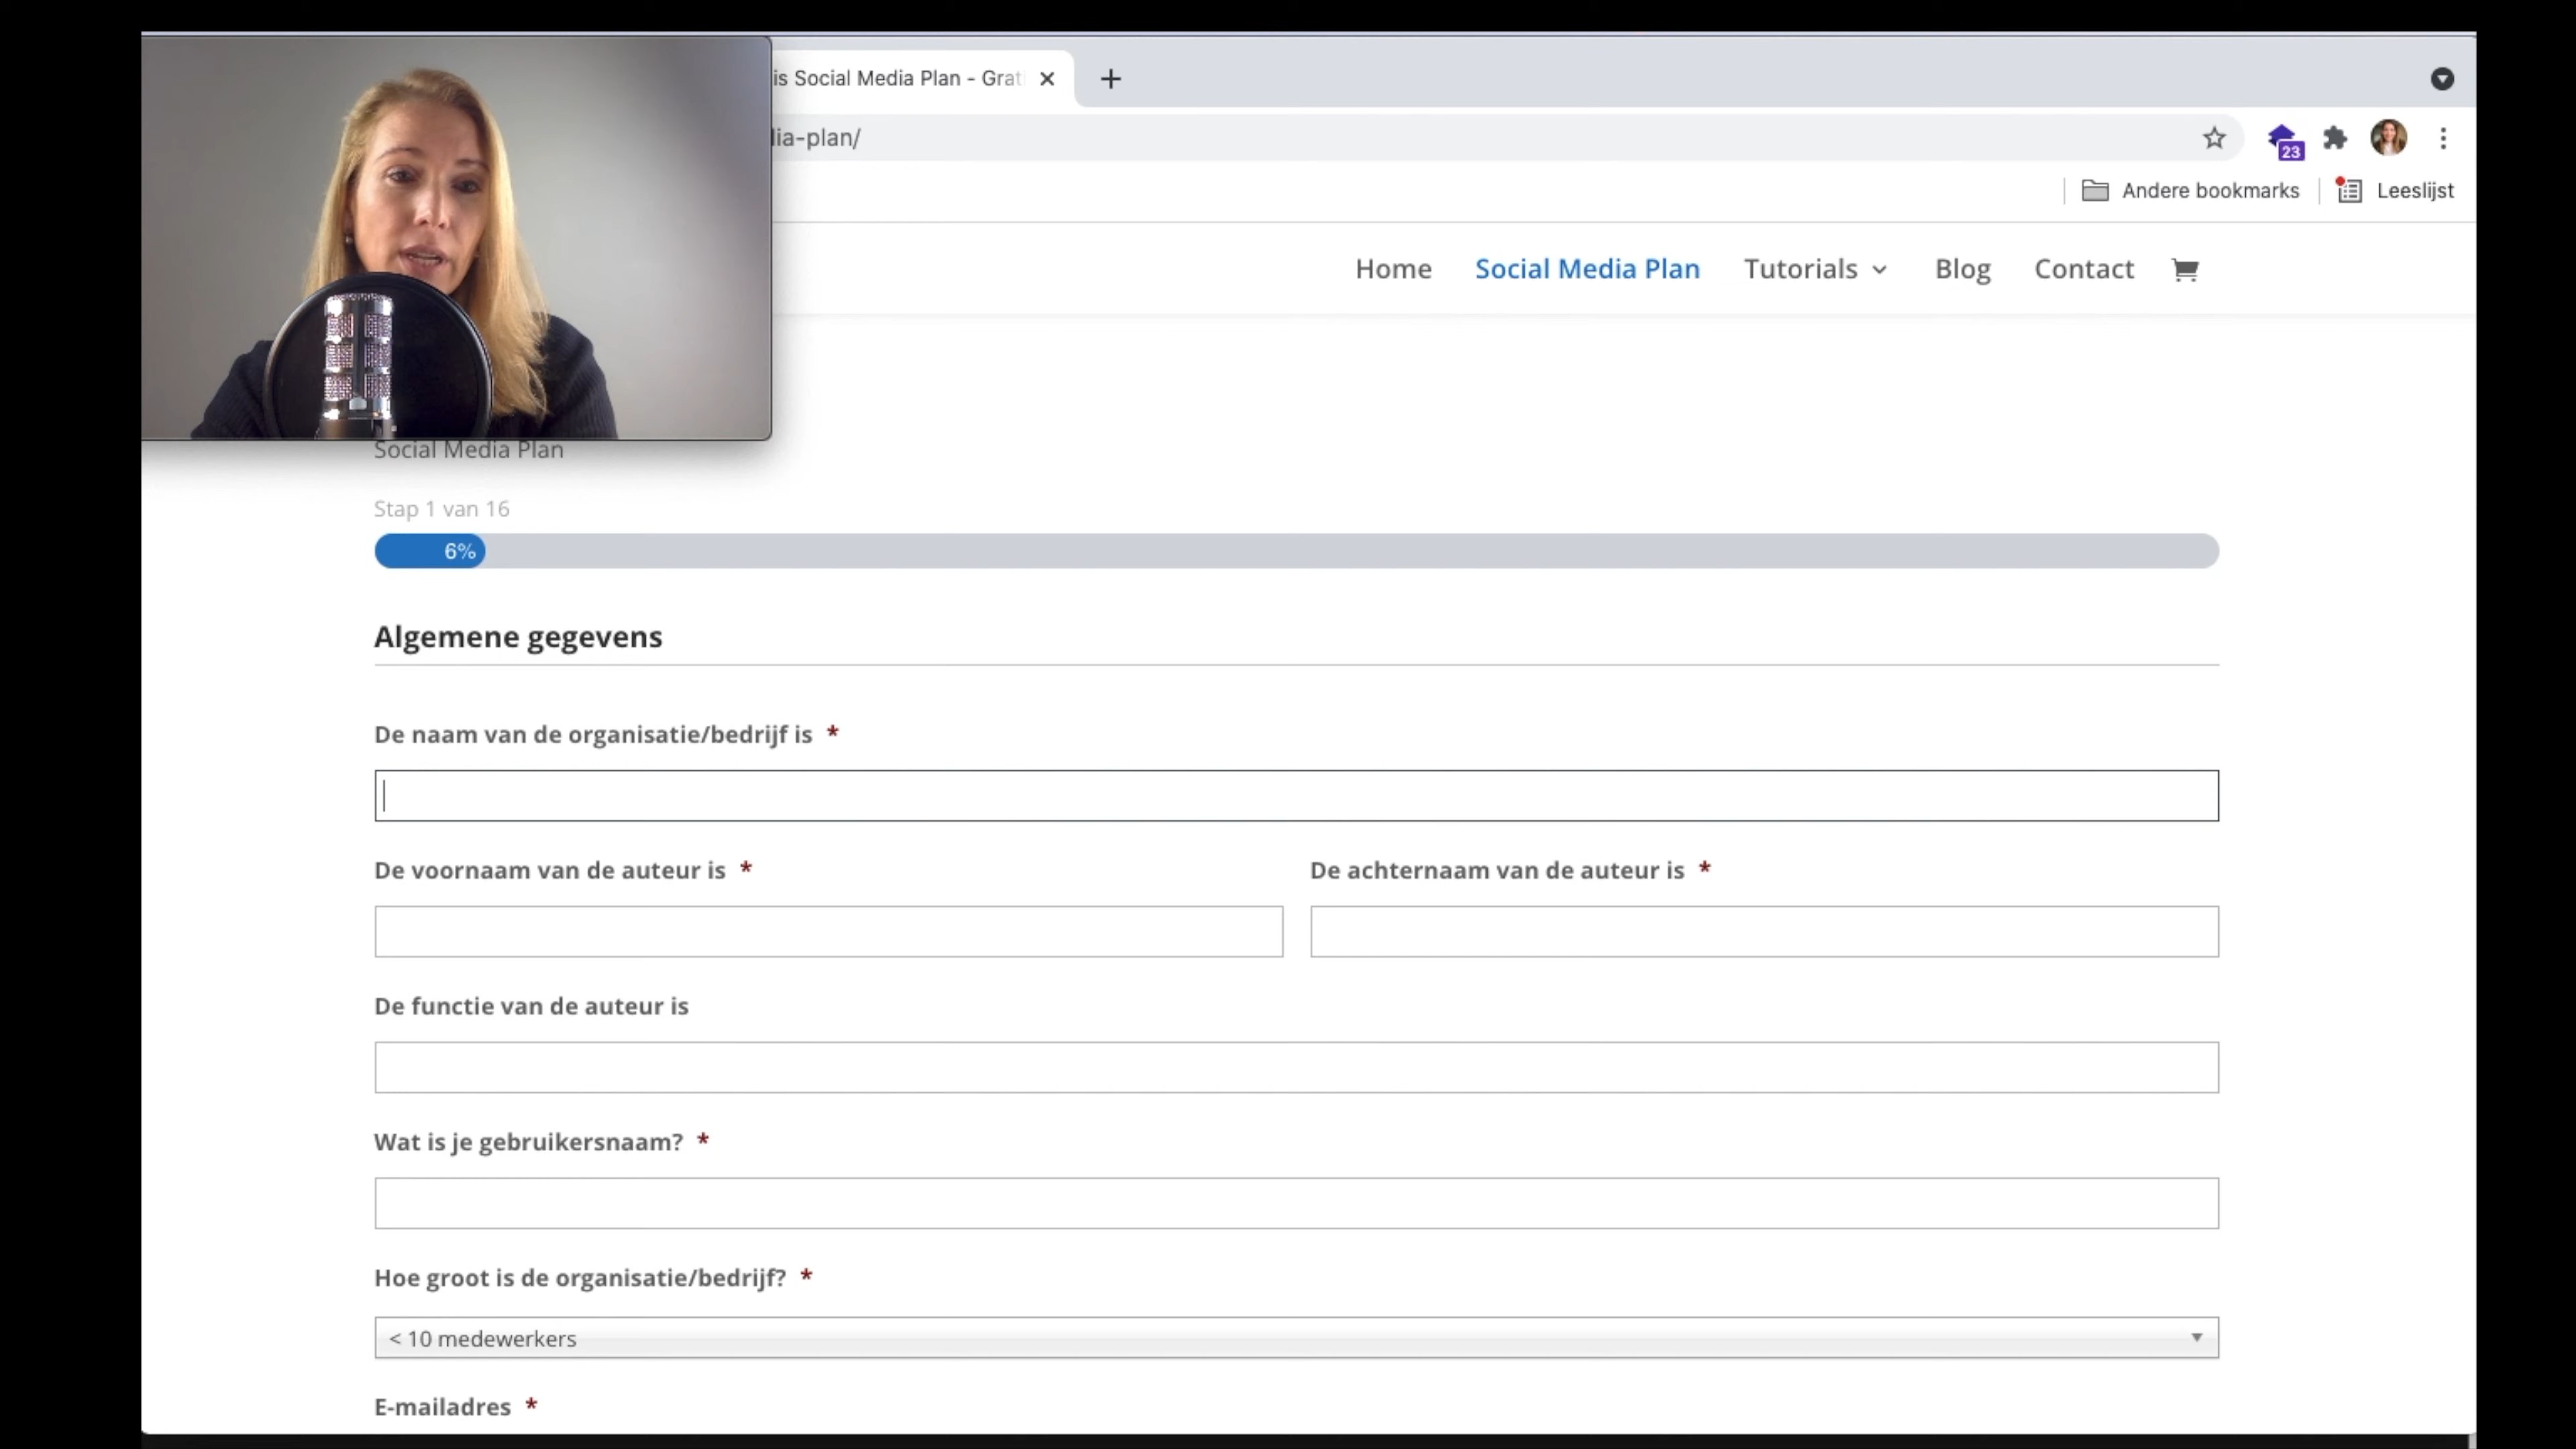 is Social Media Plan - Grat
lia-plan/
23
Andere bookmarks
Leeslijst
Home
Social Media Plan
Tutorials
Blog
Contact
Social Media Plan
Stap 1 van 16
6%
Algemene gegevens
De naam van de organisatie/bedrijf is *
De voornaam van de auteur is *
De achternaam van de auteur is *
De functie van de auteur is
Wat is je gebruikersnaam? *
Hoe groot is de organisatie/bedrijf? *
< 10 medewerkers
E-mailadres *